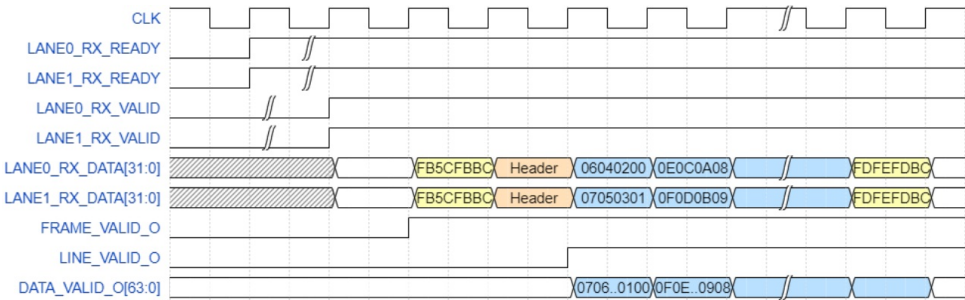 CLK
LANE0_RX_READY
LANE1_RX_READY
LANE0_RX_VALID
LANE1_RX_VALID
LANE0_RX_DATA[31:0] FB5CFBBC Header 06040200 0E0C0A08 FDFEFDBC
LANE1_RX_DATA[31:0] FB5CFBBC Header 07050301 0F0D0B09 FDFEFDBC
FRAME_VALID_O
LINE_VALID_O
DATA_VALID_O[63:0] 0706..0100 0F0E..0908